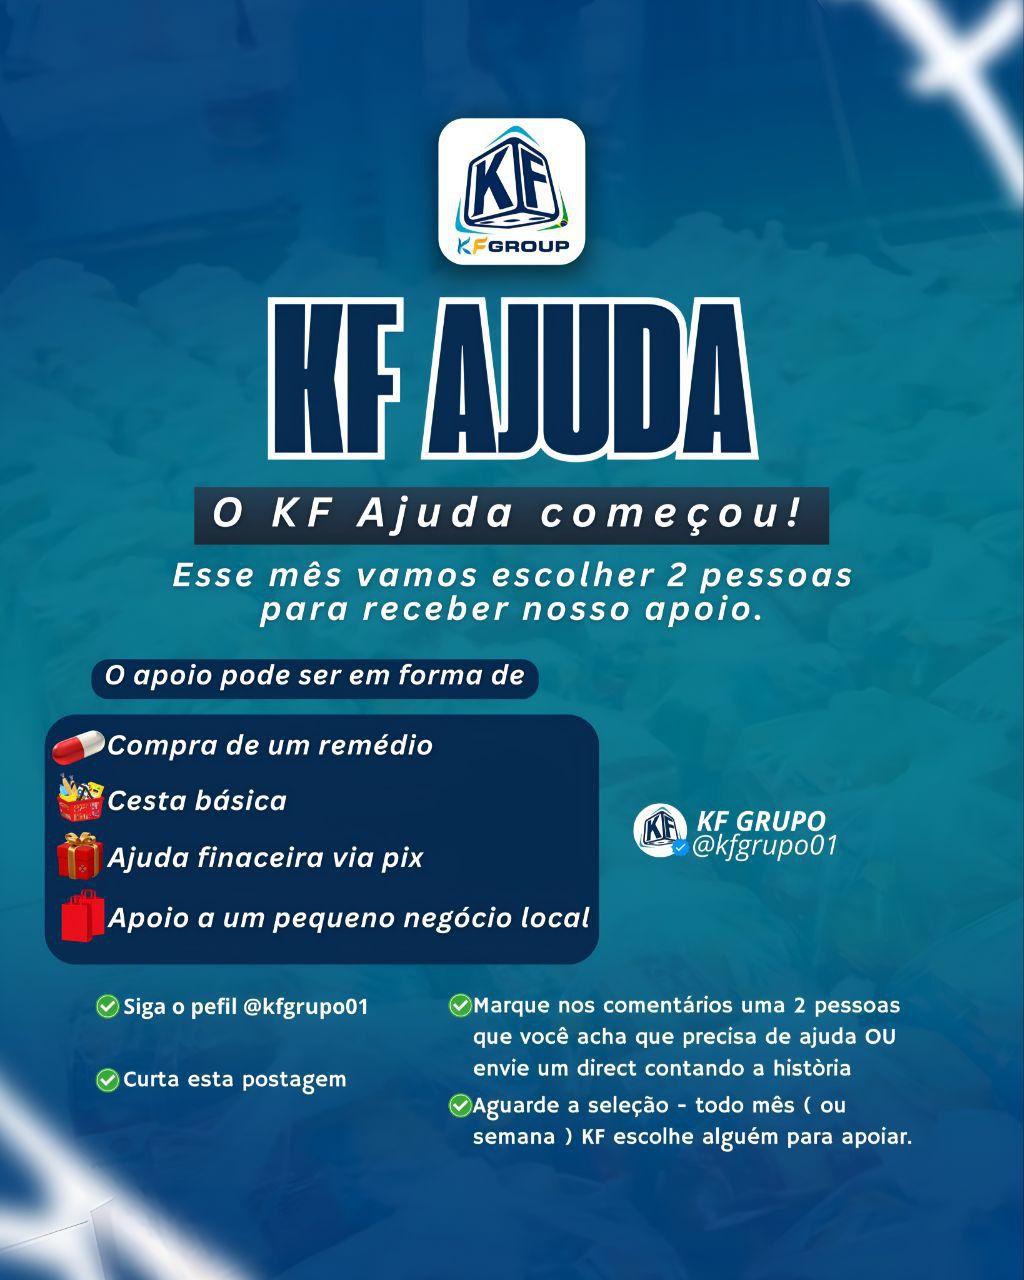 KF
KFGROUP
KF AJUDA
O KF Ajuda começou!
Esse mês vamos escolher 2 pessoas
para receber nosso apoio.
O apoio pode ser em forma de
Compra de um remédio
Cesta básica
Ajuda finaceira via pix
Apoio a um pequeno negócio local
KF
KF GRUPO
@kfgrupo01
Siga o pefil @kfgrupo01
Curta esta postagem
Marque nos comentários uma 2 pessoas
que você acha que precisa de ajuda OU
envie um direct contando a història
Aguarde a seleção - todo mês ( ou
semana ) KF escolhe alguém para apoiar.